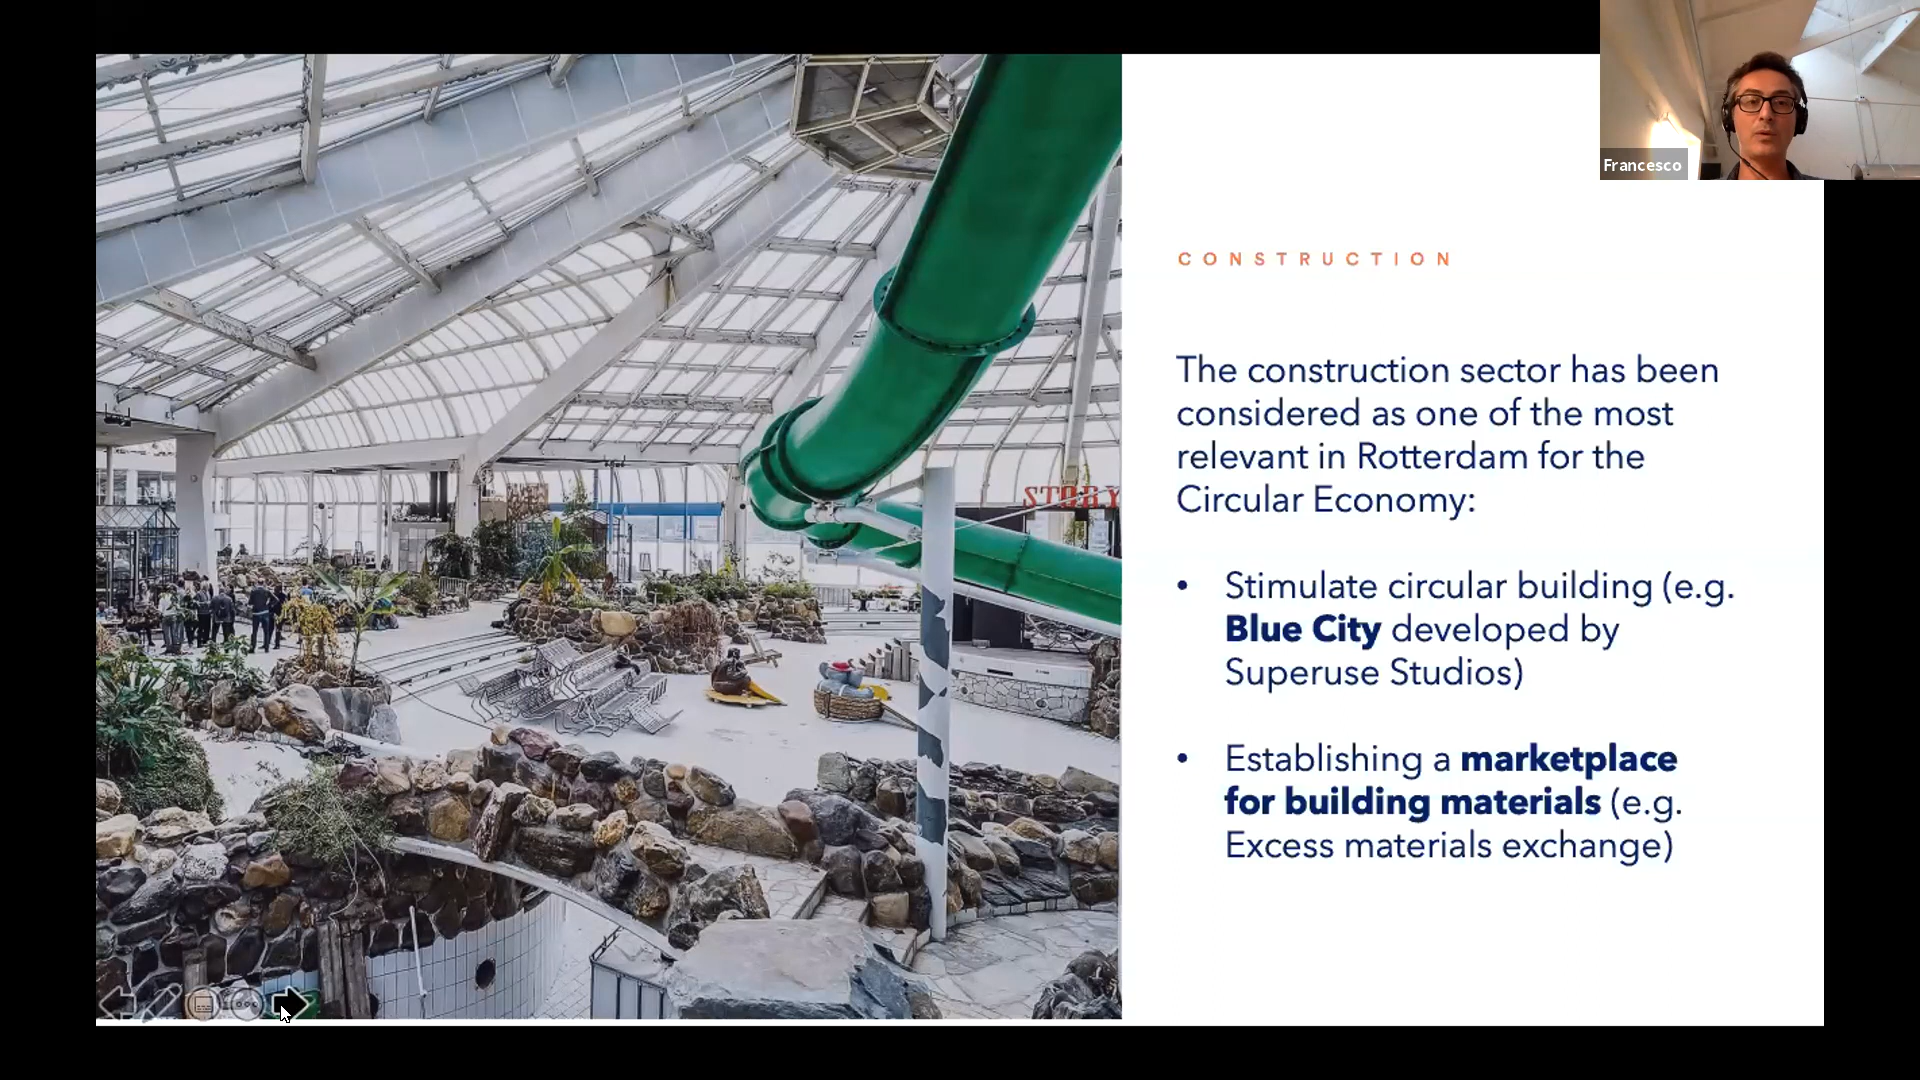 Francesco
CONSTRUCTION
The construction sector has been
considered as one of the most
relevant in Rotterdam for the
Circular Economy:
• Stimulate circular building (e.g.
Blue City developed by
Superuse Studios)
• Establishing a marketplace
for building materials (e.g.
Excess materials exchange)
STORY